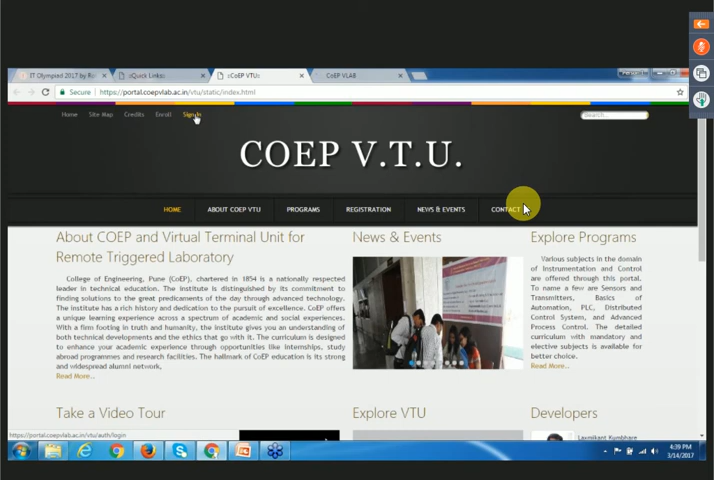 IT Olympiad 2017 by R
Quick Links:
CoEP VTUs
CoEP VLAB
Secure
https://portal.coepvlab.ac.in/vtu/static/index.html
Home Site Map Credits Enroll Sign In
Search...
COEP V.T.U.
HOME ABOUT COEP VTU PROGRAMS REGISTRATION NEWS & EVENTS CONTACT
About COEP and Virtual Terminal Unit for
Remote Triggered Laboratory
College of Engineering, Pune (CoEP), chartered in 1854 is a nationally respected
leader in technical education. The institute is distinguished by its commitment to
finding solutions to the great predicaments of the day through advanced technology.
The institute has a rich history and dedication to the pursuit of excellence. CoEP offers
a unique learning experience across a spectrum of academic and social experiences.
With a firm footing in truth and humanity, the institute gives you an understanding of
both technical developments and the ethics that go with it. The curriculum is designed
to enhance your academic experience through opportunities like internships, study
abroad programmes and research facilities. The hallmark of CoEP education is its strong
and widespread alumni network,
Read More...
News & Events
Explore Programs
Various subjects in the domain
of Instrumentation and Control
are offered through this portal.
To name a few are Sensors and
Transmitters, Basics of
Automation, PLC, Distributed
Control System, and Advanced
Process Control. The detailed
curriculum with mandatory and
elective subjects is available for
better choice.
Read More...
Take a Video Tour
Explore VTU
Developers
Laxmikant Kumbhare
https://portal.coepvlab.ac.in/vtu/auth/login
4:39 PM
3/14/2017